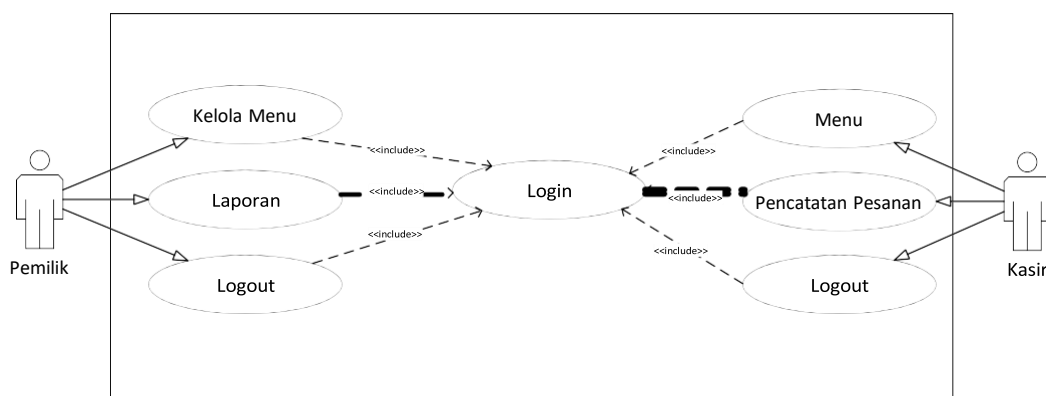 Kelola Menu
Menu
<<include>>
<<include>>
Login
Laporan
<<include>>
<<include>>
Pencatatan Pesanan
<<include>>
<<include>>
Pemilik
Kasir
Logout
Logout